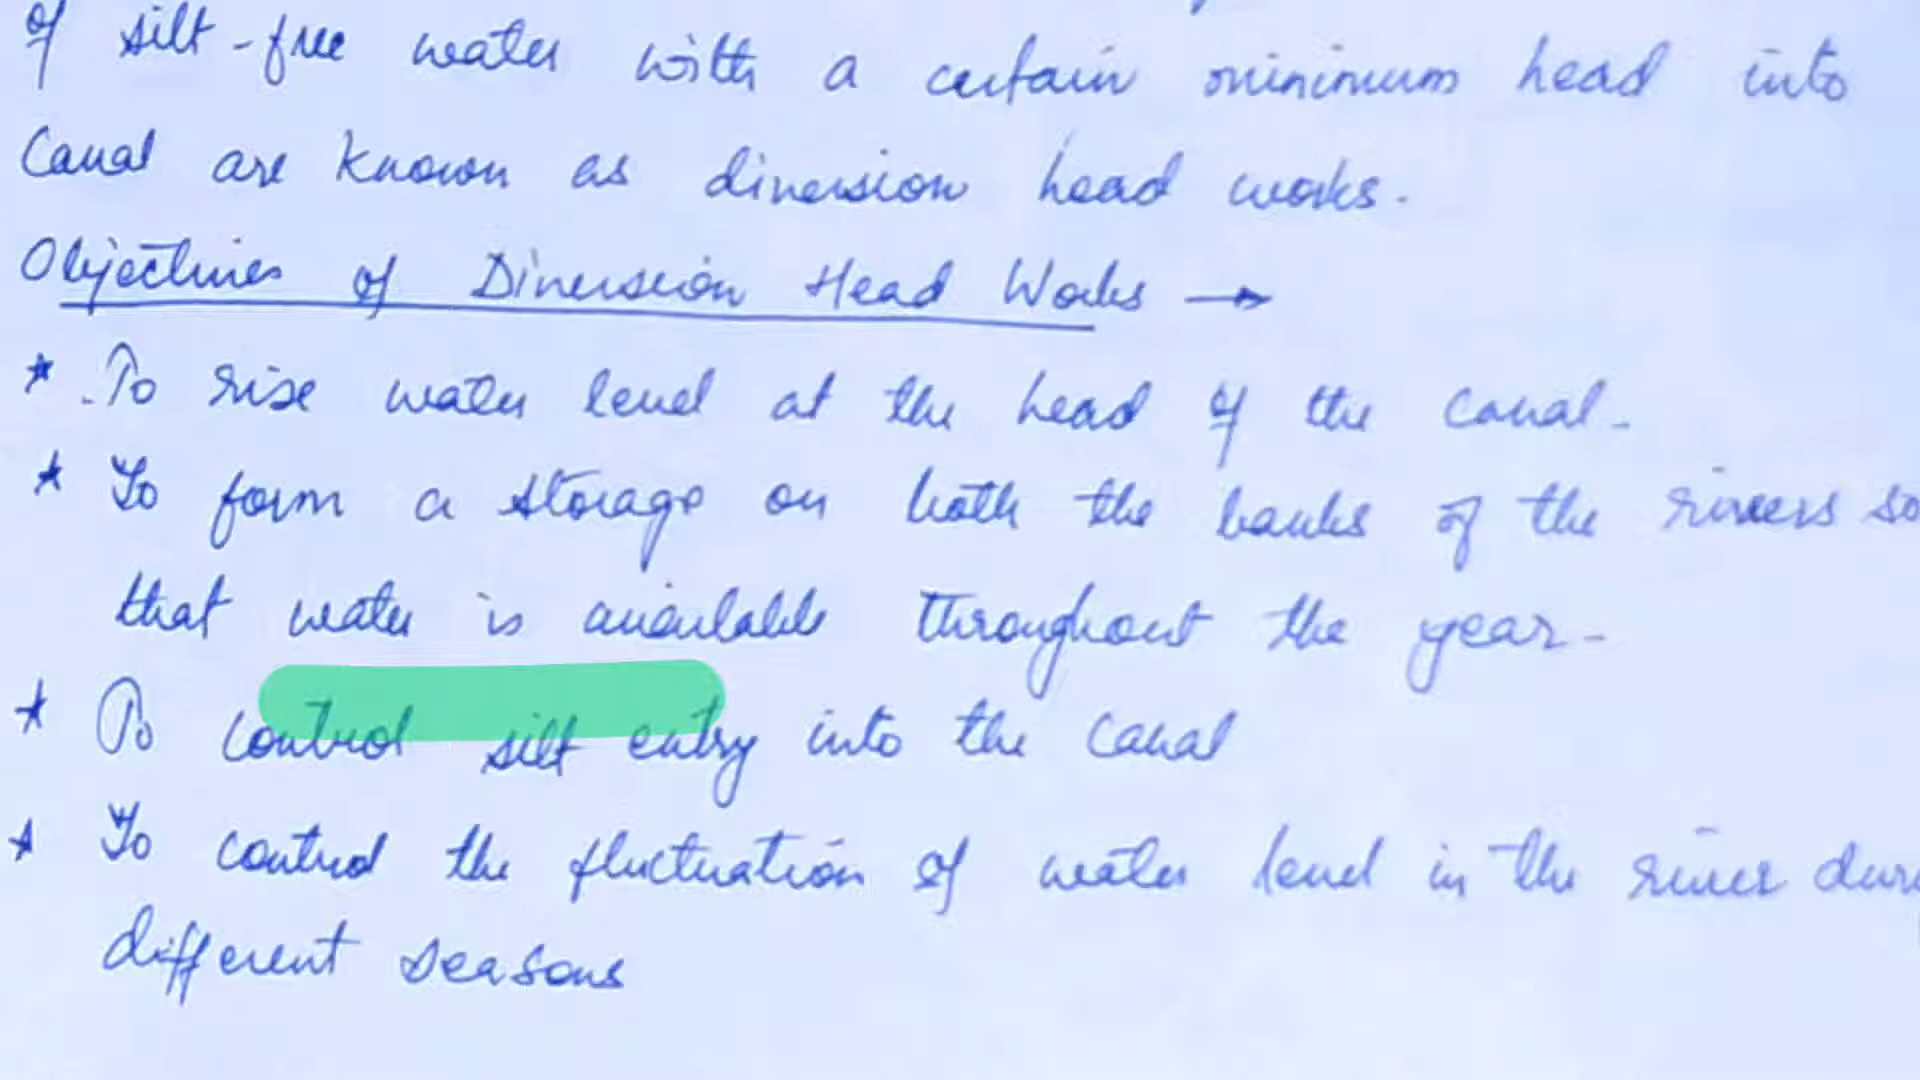 of silt-free water with a certain minimum head into
Canal are known as diversion head works.
Objectives of Diversion Head Works →
* To rise water level at the head of the canal.
* To form a storage on both the banks of the rivers so
that water is available throughout the year.
* To control silt entry into the canal
* To control the fluctuation of water level in the river
different seasons